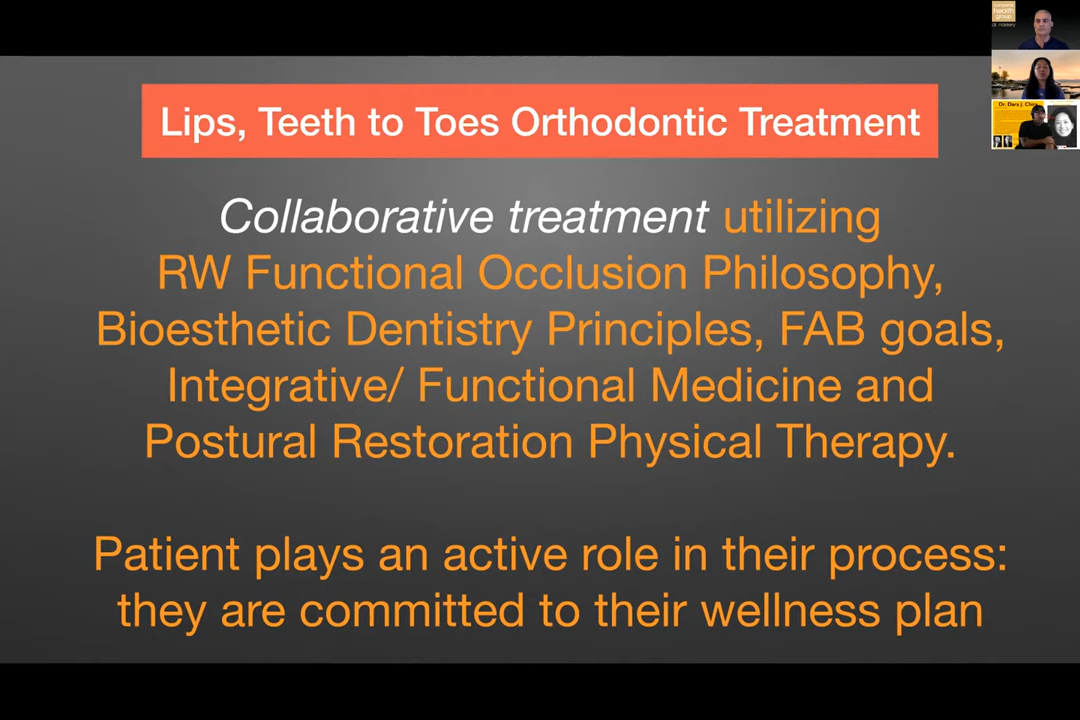 Lips, Teeth to Toes Orthodontic Treatment
Collaborative treatment utilizing
RW Functional Occlusion Philosophy,
Bioesthetic Dentistry Principles, FAB goals,
Integrative/ Functional Medicine and
Postural Restoration Physical Therapy.
Patient plays an active role in their process:
they are committed to their wellness plan
health
group